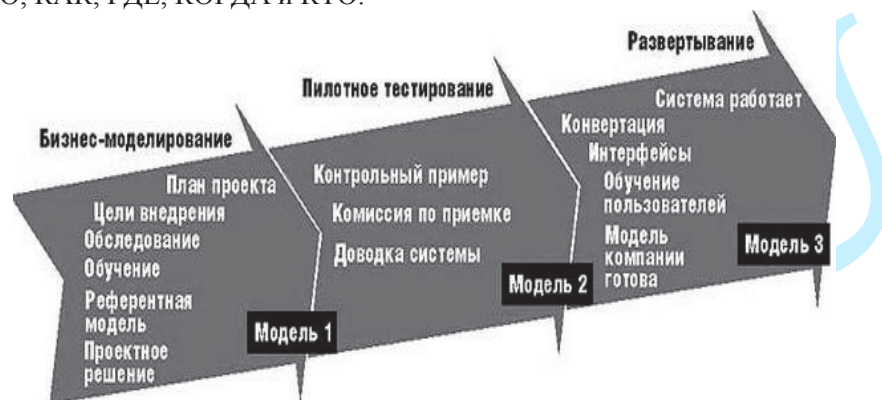 КАК, ГДЕ, КОГДА и КТО.
Бизнес-моделирование
План проекта
Цели внедрения
Обследование
Обучение
Референтная
модель
Проектное
решение
Модель 1
Пилотное тестирование
Контрольный пример
Комиссия по приемке
Доводка системы
Модель 2
Развертывание
Система работает
Конвертация
Интерфейсы
Обучение
пользователей
Модель
компании
готова
Модель 3